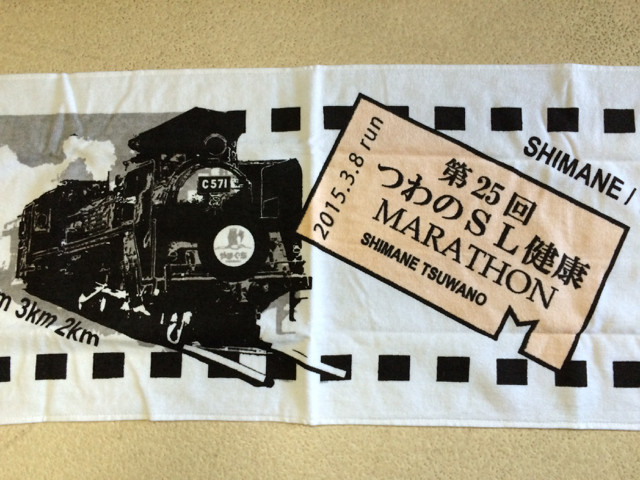 C571
m 3km 2km
2015.3.8 run
第25回
つわのSL健康
MARATHON
SHIMANE TSUWANO
SHIMANE /